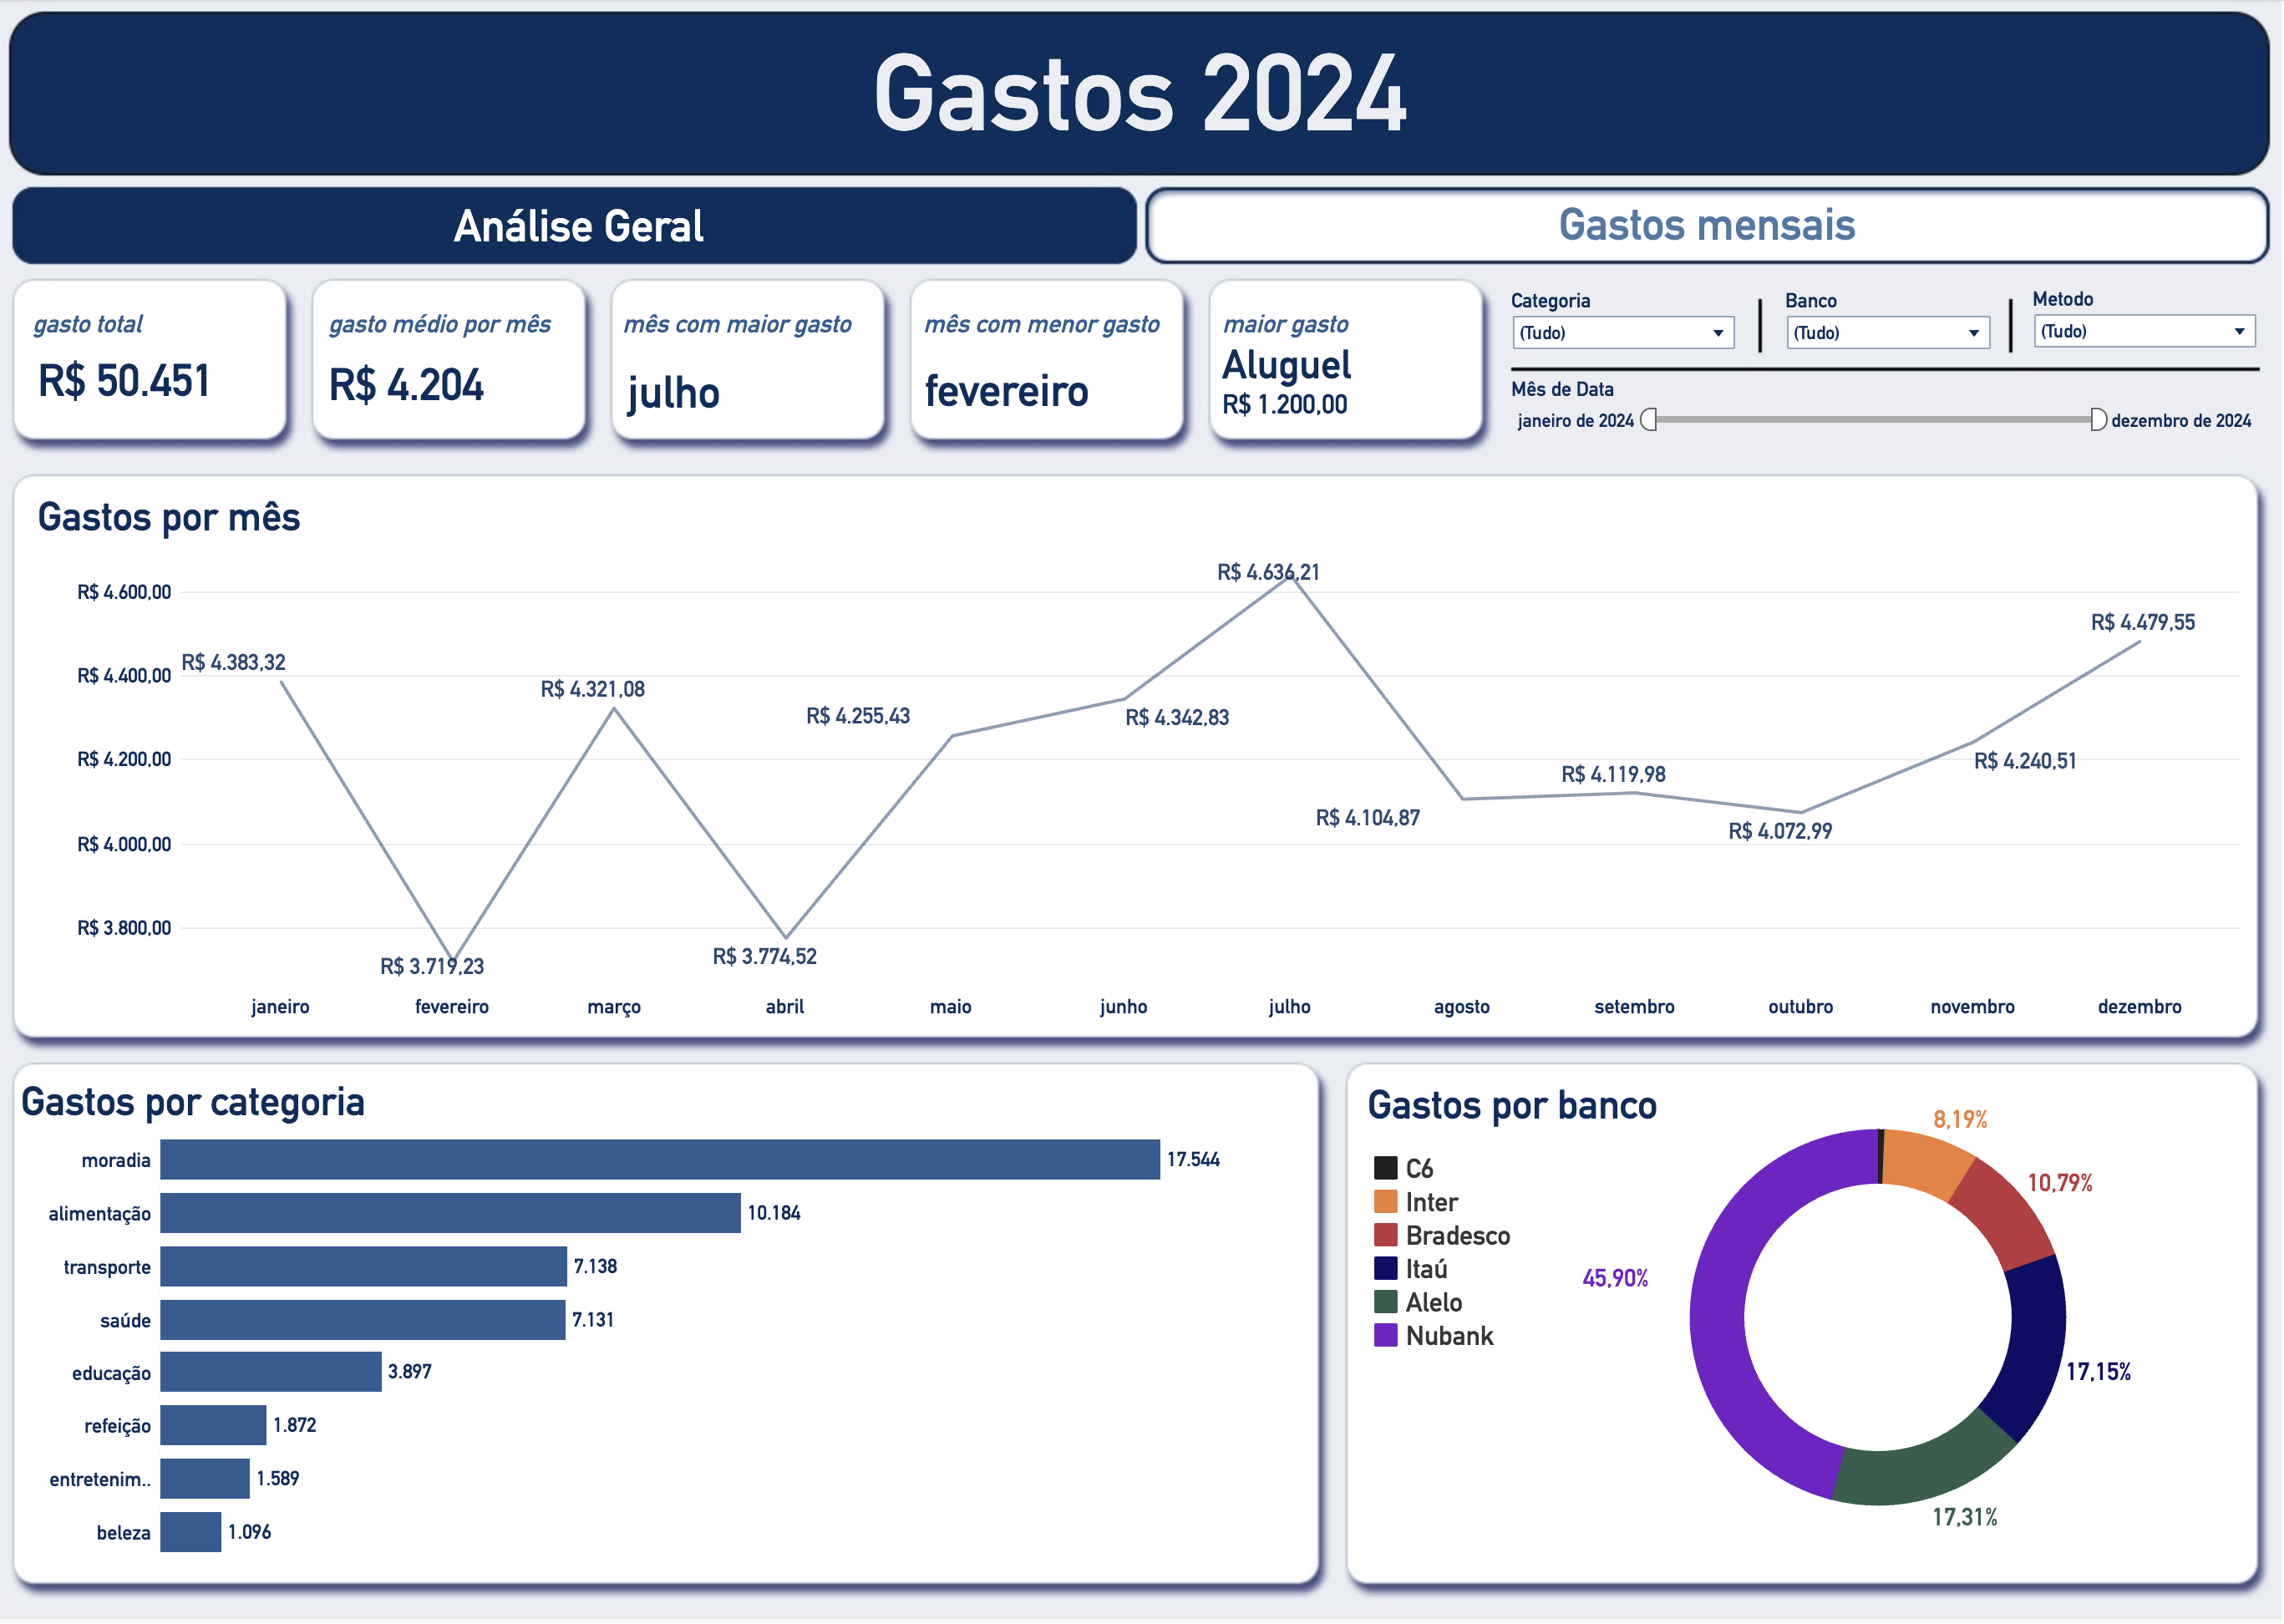 Gastos 2024
Análise Geral
Gastos mensais
gasto total
R$ 50.451
gasto médio por mês
R$ 4.204
mês com maior gasto
julho
mês com menor gasto
fevereiro
maior gasto
Aluguel
R$ 1.200,00
Categoria
(Tudo)
Banco
(Tudo)
Metodo
(Tudo)
Mês de Data
janeiro de 2024
dezembro de 2024
Gastos por mês
R$ 4.600,00
R$ 4.400,00
R$ 4.200,00
R$ 4.000,00
R$ 3.800,00
R$ 4.383,32
R$ 3.719,23
R$ 4.321,08
R$ 3.774,52
R$ 4.255,43
R$ 4.342,83
R$ 4.636,21
R$ 4.104,87
R$ 4.119,98
R$ 4.072,99
R$ 4.240,51
R$ 4.479,55
janeiro
fevereiro
março
abril
maio
junho
julho
agosto
setembro
outubro
novembro
dezembro
Gastos por categoria
moradia 17.544
alimentação 10.184
transporte 7.138
saúde 7.131
educação 3.897
refeição 1.872
entretenim.. 1.589
beleza 1.096
Gastos por banco
C6
Inter
Bradesco
Itaú
Alelo
Nubank
8,19%
10,79%
17,15%
17,31%
45,90%